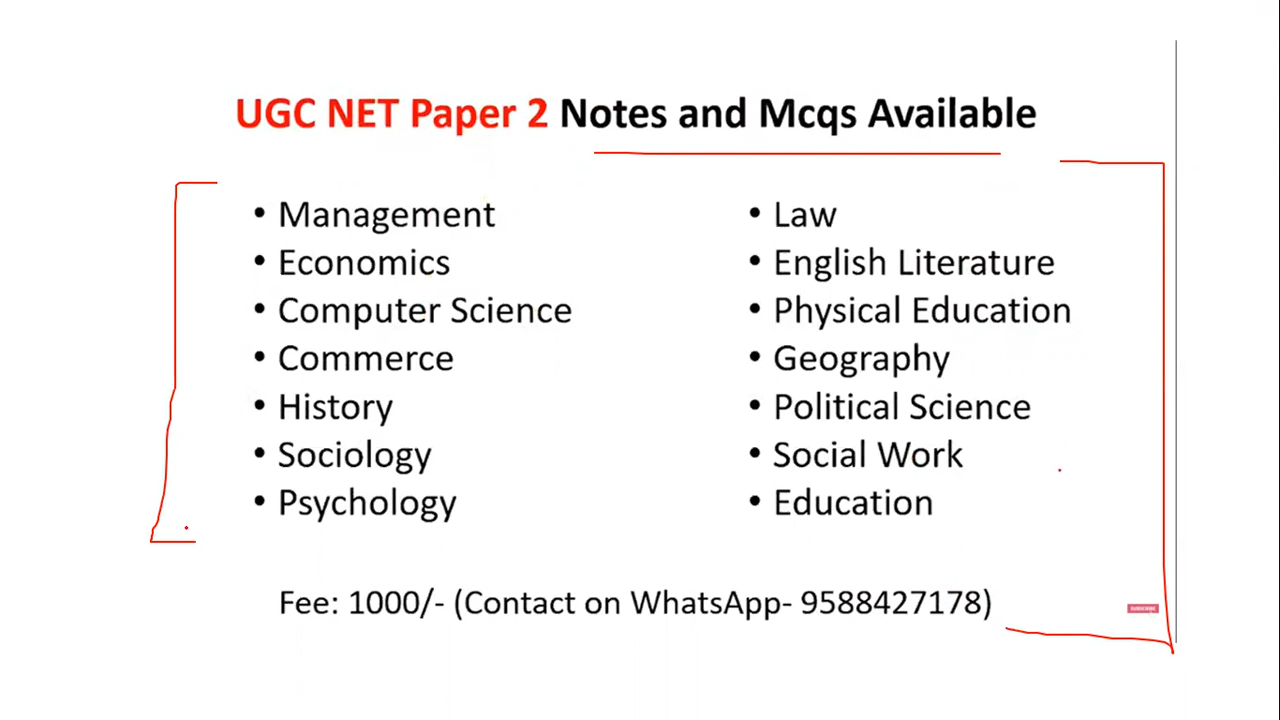 UGC NET Paper 2 Notes and Mcqs Available
• Management
• Economics
• Computer Science
• Commerce
• History
• Sociology
• Psychology
• Law
• English Literature
• Physical Education
• Geography
• Political Science
• Social Work
• Education
Fee: 1000/- (Contact on WhatsApp- 9588427178)
SUBSCRIBE